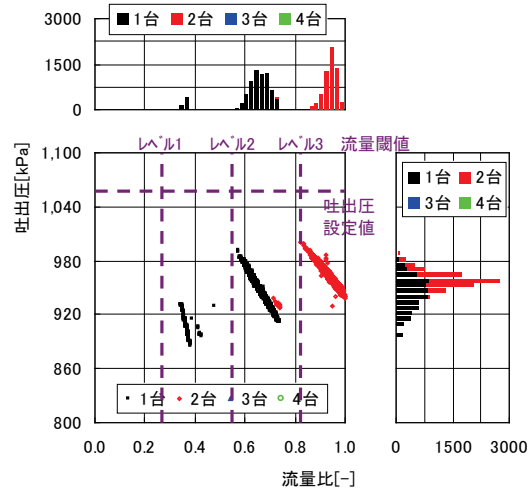 3000
1500
0
1台 2台 3台 4台
ﾚﾍﾞﾙ1 ﾚﾍﾞﾙ2 ﾚﾍﾞﾙ3 流量閾値
吐出圧[kPa]
1,100
1,040
980
920
860
800
吐出圧
設定値
1台 2台
3台 4台
1台 2台 3台 4台
0.0 0.2 0.4 0.6 0.8 1.0
流量比[-]
0 1500 3000